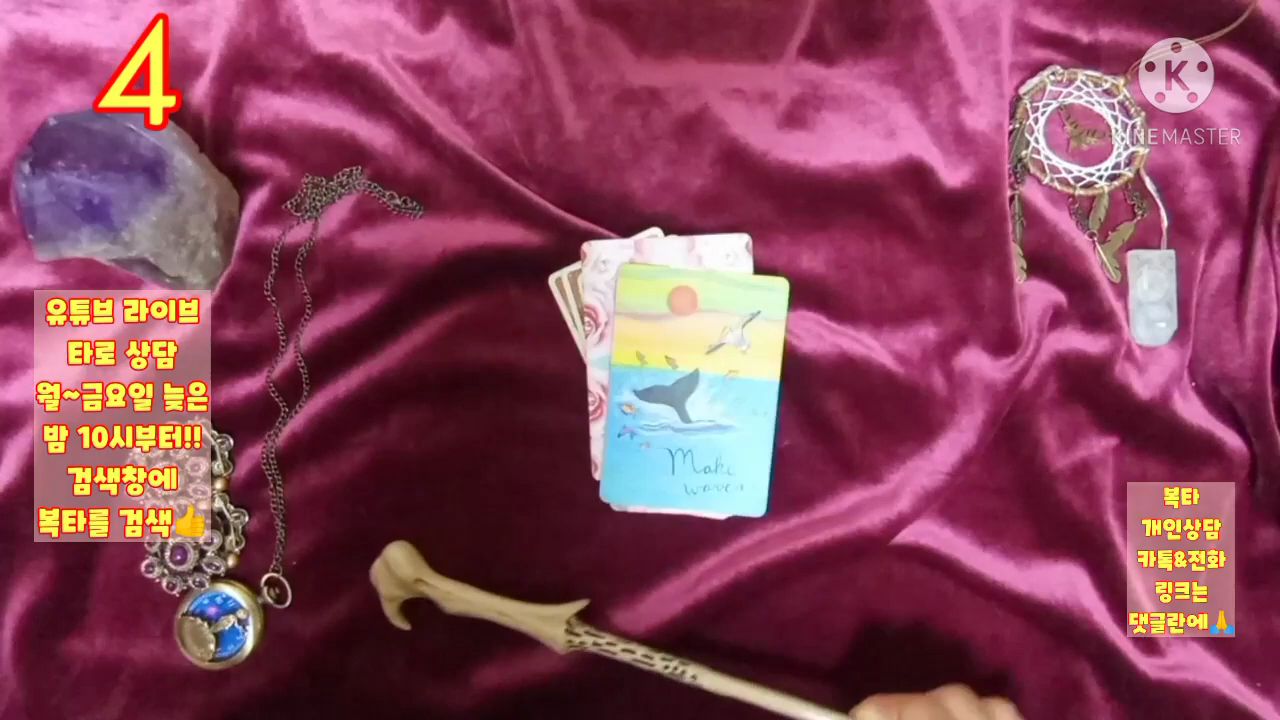 4
KINEMASTER
유튜브 라이브
타로 상담
월~금요일 늦은
밤 10시부터!!
검색창에
복타를 검색👍
Make
waves
복타
개인상담
카톡&전화
링크는
댓글란에🙏